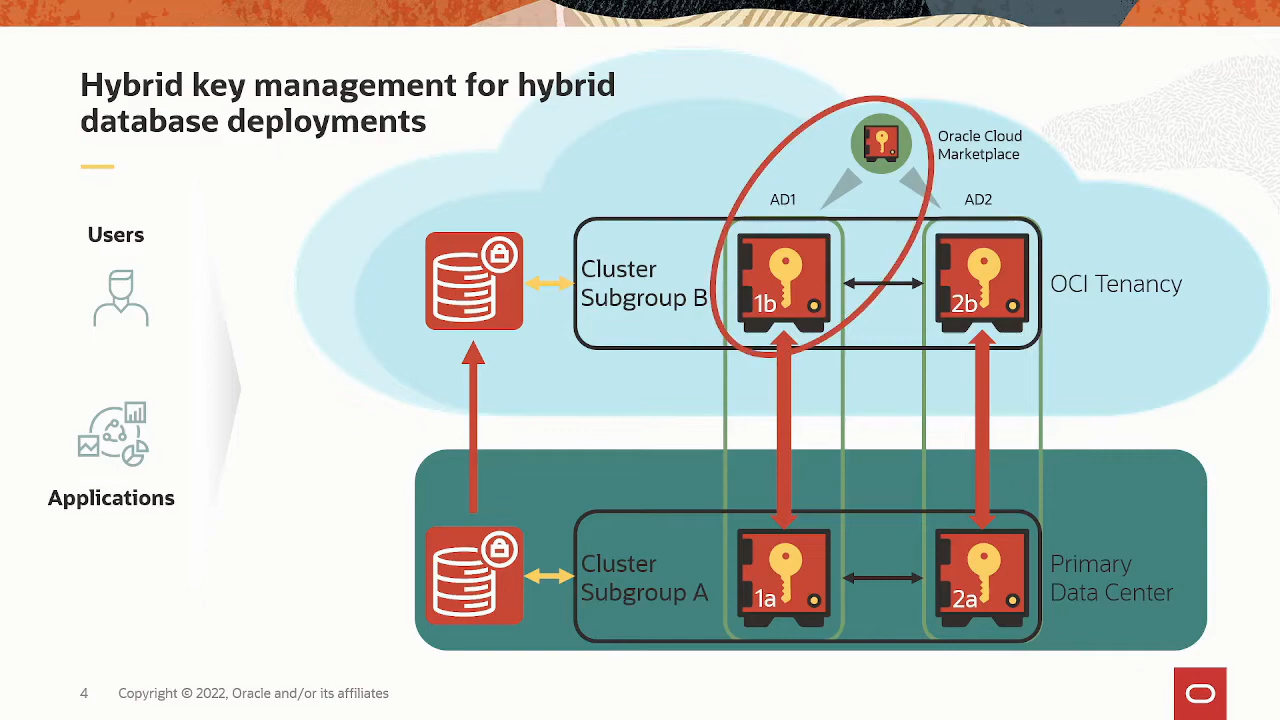 Hybrid key management for hybrid
database deployments
Users
Applications
Oracle Cloud
Marketplace
AD1
AD2
Cluster
Subgroup B
1b
2b
OCI Tenancy
Cluster
Subgroup A
1a
2a
Primary
Data Center
4
Copyright © 2022, Oracle and/or its affiliates